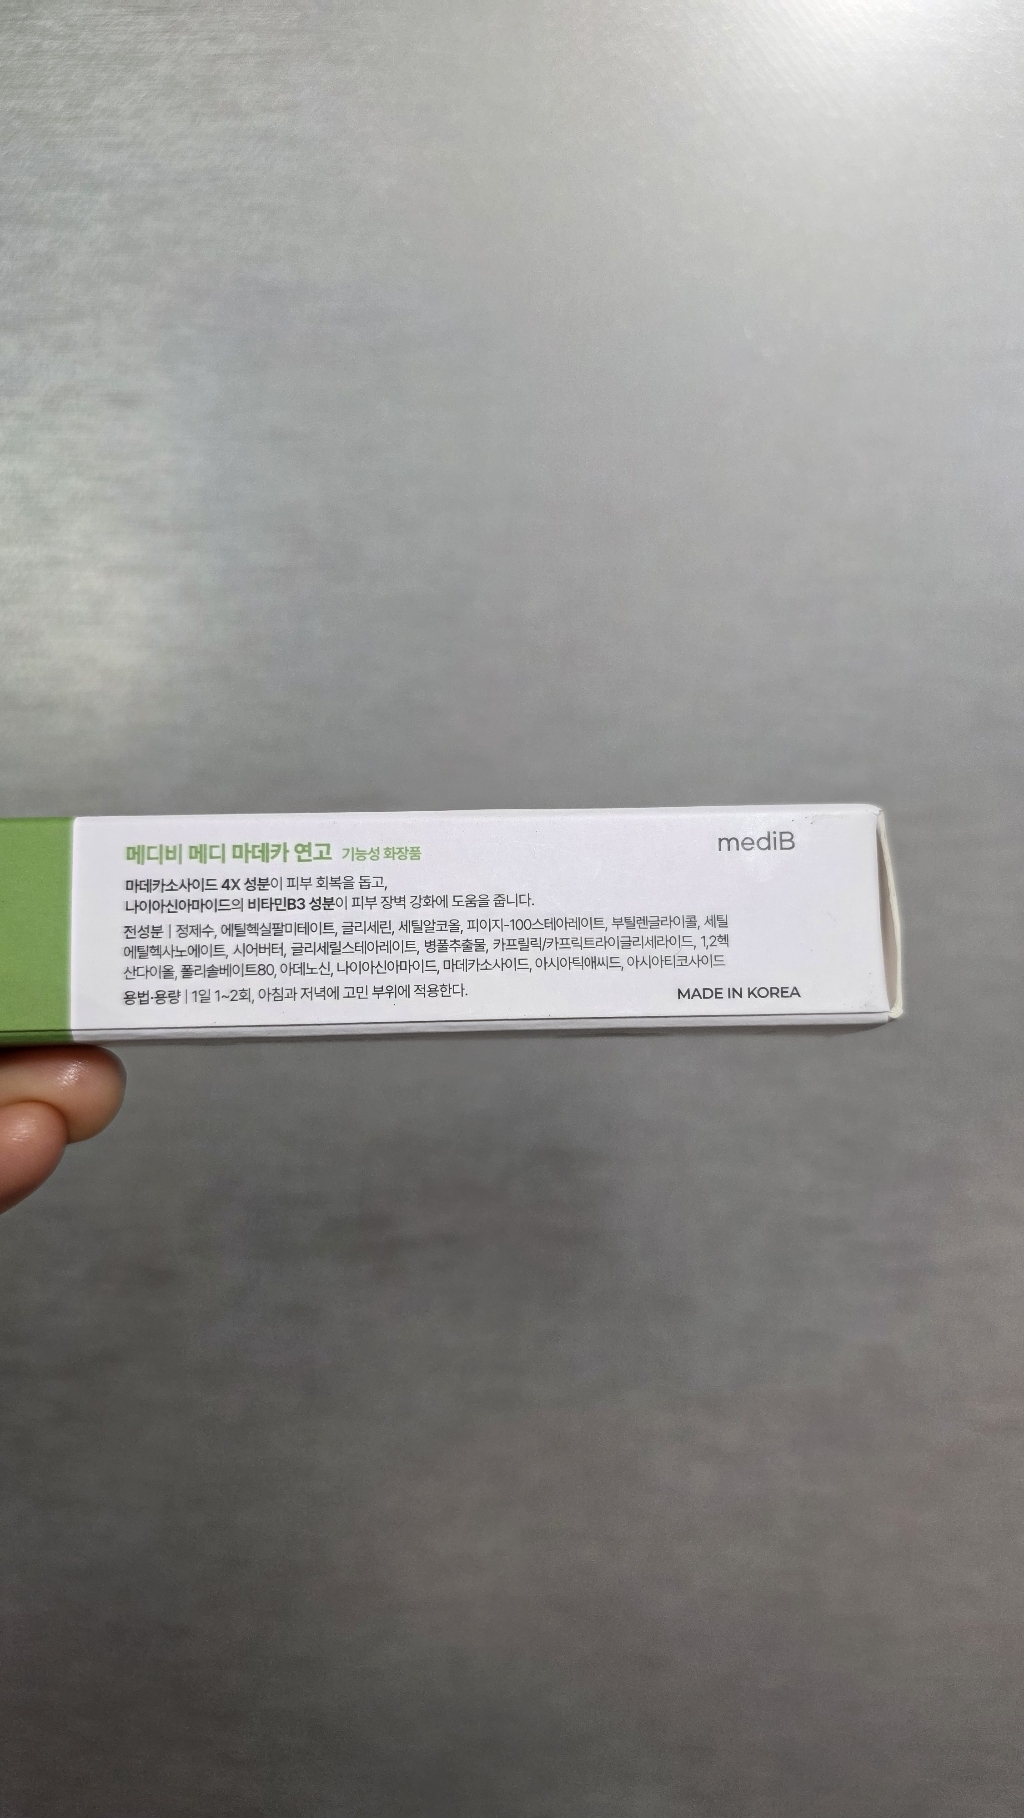 메디비 메디 마데카 연고 기능성 화장품
mediB
마데카소사이드 4X 성분이 피부 회복을 돕고,
나이아신아마이드의 비타민B3 성분이 피부 장벽 강화에 도움을 줍니다.
전성분 | 정제수, 에틸헥실팔미테이트, 글리세린, 세틸알코올, 피이지-100스테아레이트, 부틸렌글라이콜, 세틸
에틸헥사노에이트, 시어버터, 글리세릴스테아레이트, 병풀추출물, 카프릴릭/카프릭트라이글리세라이드, 1,2헥
산다이올, 폴리솔베이트80, 아데노신, 나이아신아마이드, 마데카소사이드, 아시아틱애씨드, 아시아티코사이드
용법·용량 | 1일 1~2회, 아침과 저녁에 고민 부위에 적용한다.
MADE IN KOREA